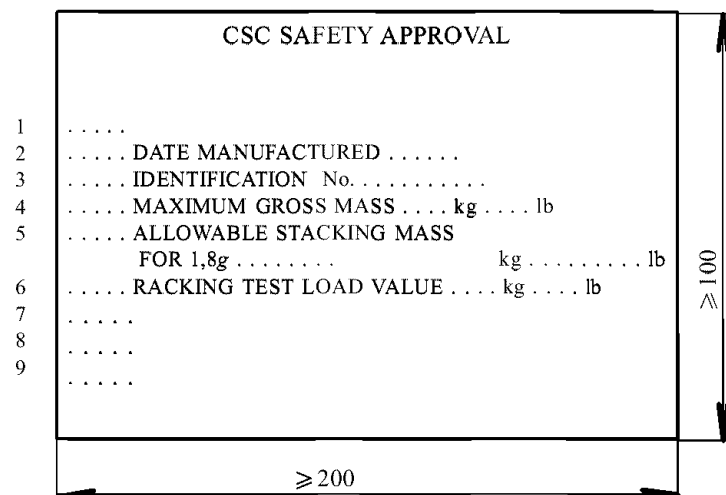 CSC SAFETY APPROVAL
1 . . . . .
2 . . . . . DATE MANUFACTURED . . . . . .
3 . . . . . IDENTIFICATION No. . . . . . . . . . .
4 . . . . . MAXIMUM GROSS MASS . . . . kg . . . . lb
5 . . . . . ALLOWABLE STACKING MASS
FOR 1,8g . . . . . . . . kg . . . . . . . . . lb
6 . . . . . RACKING TEST LOAD VALUE . . . . kg . . . . lb
7 . . . . .
8 . . . . .
9 . . . . .
≥100
≥200